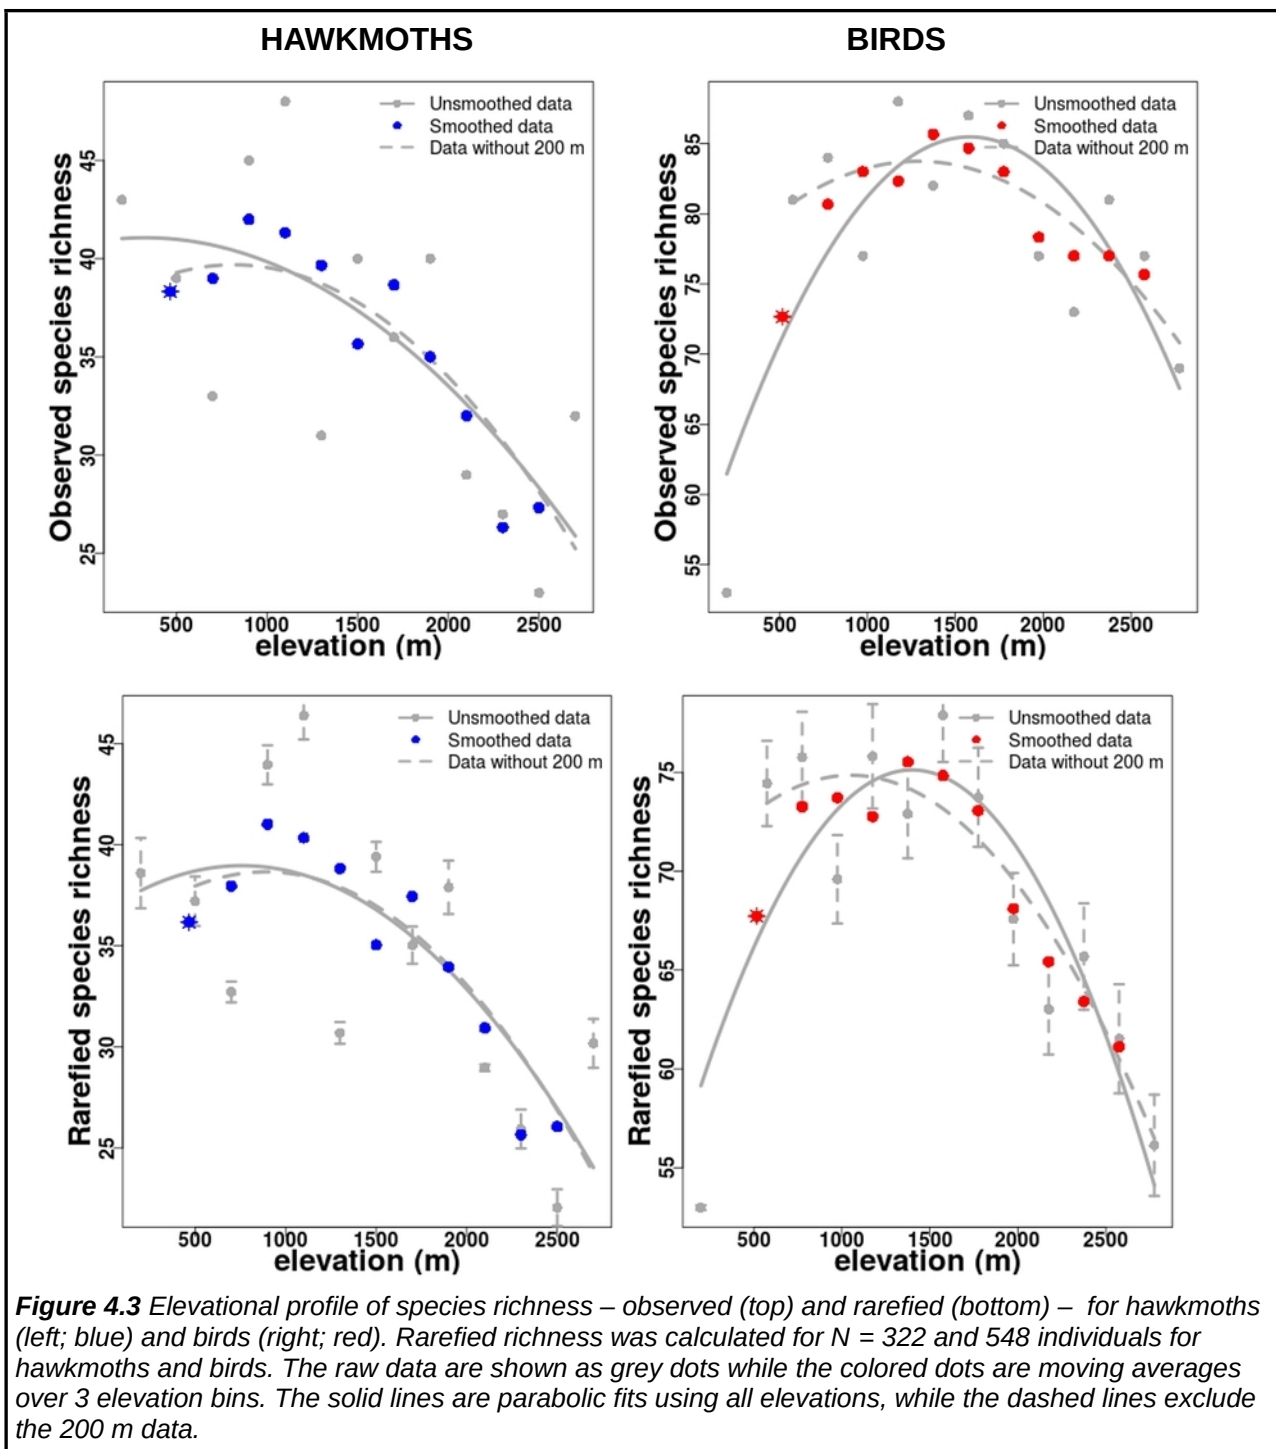 HAWKMOTHS
BIRDS
Observed species richness
45
40
35
30
25
Unsmoothed data
Smoothed data
Data without 200 m
500 1000 1500 2000 2500
elevation (m)
Observed species richness
85
80
75
70
65
60
55
Unsmoothed data
Smoothed data
Data without 200 m
500 1000 1500 2000 2500
elevation (m)
Rarefied species richness
45
40
35
30
25
Unsmoothed data
Smoothed data
Data without 200 m
500 1000 1500 2000 2500
elevation (m)
Rarefied species richness
75
70
65
60
55
Unsmoothed data
Smoothed data
Data without 200 m
500 1000 1500 2000 2500
elevation (m)
Figure 4.3 Elevational profile of species richness – observed (top) and rarefied (bottom) – for hawkmoths
(left; blue) and birds (right; red). Rarefied richness was calculated for N = 322 and 548 individuals for
hawkmoths and birds. The raw data are shown as grey dots while the colored dots are moving averages
over 3 elevation bins. The solid lines are parabolic fits using all elevations, while the dashed lines exclude
the 200 m data.